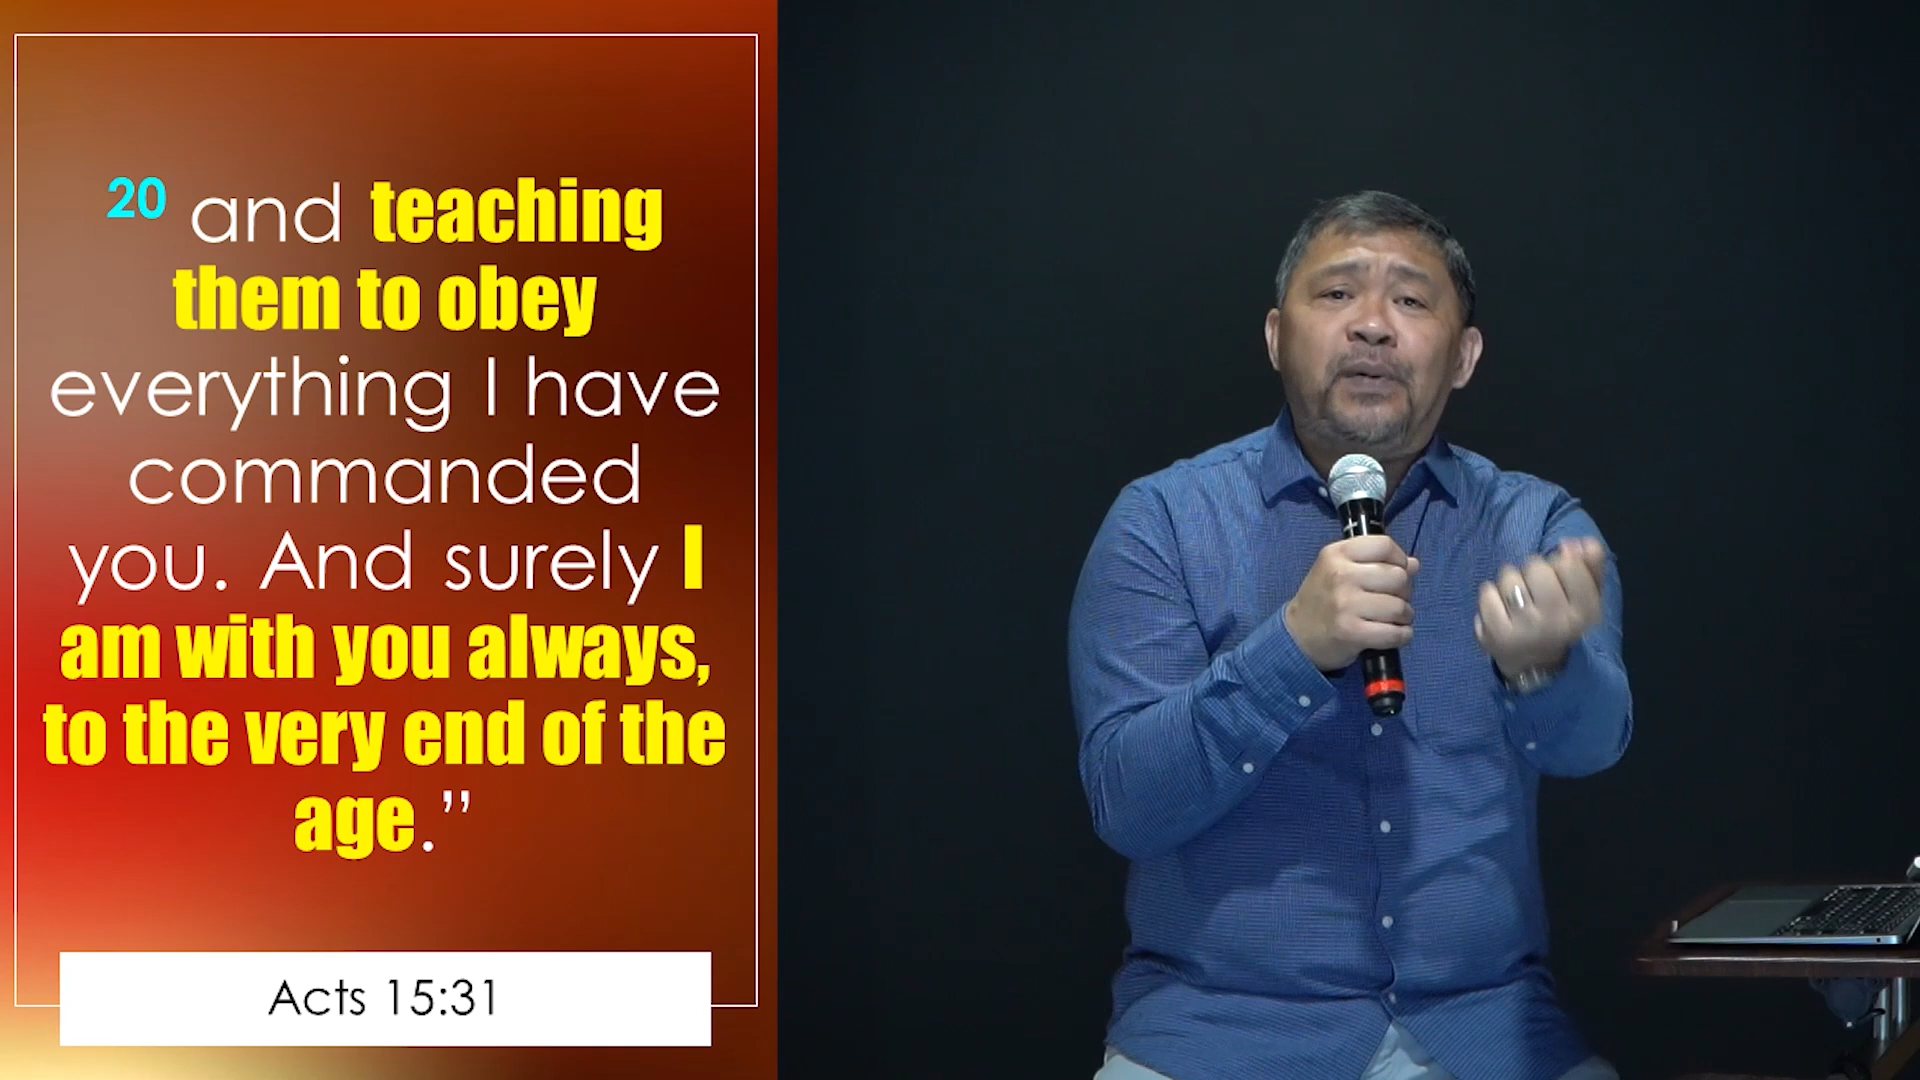 20 and teaching
them to obey
everything I have
commanded
you. And surely I
am with you always,
to the very end of the
age.”
Acts 15:31